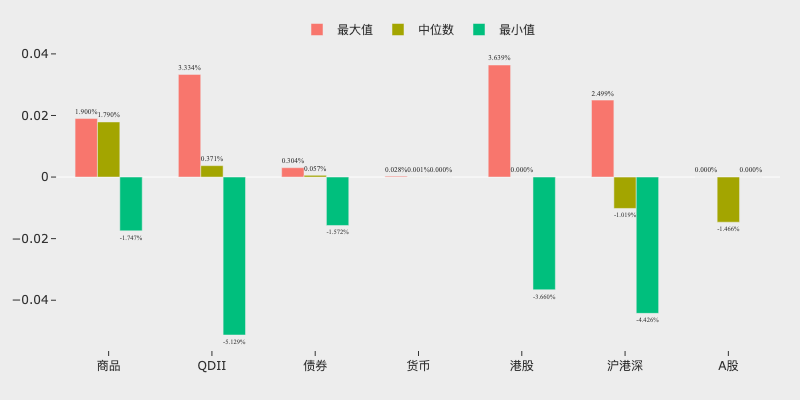 最大值 中位数 最小值
0.04
0.02
0
−0.02
−0.04
1.900% 1.790% -1.747%
3.334% 0.371% -5.129%
0.304% 0.057% -1.572%
0.028% 0.001% 0.000%
3.639% 0.000% -3.660%
2.499% -1.019% -4.426%
0.000% -1.466% 0.000%
商品 QDII 债券 货币 港股 沪港深 A股